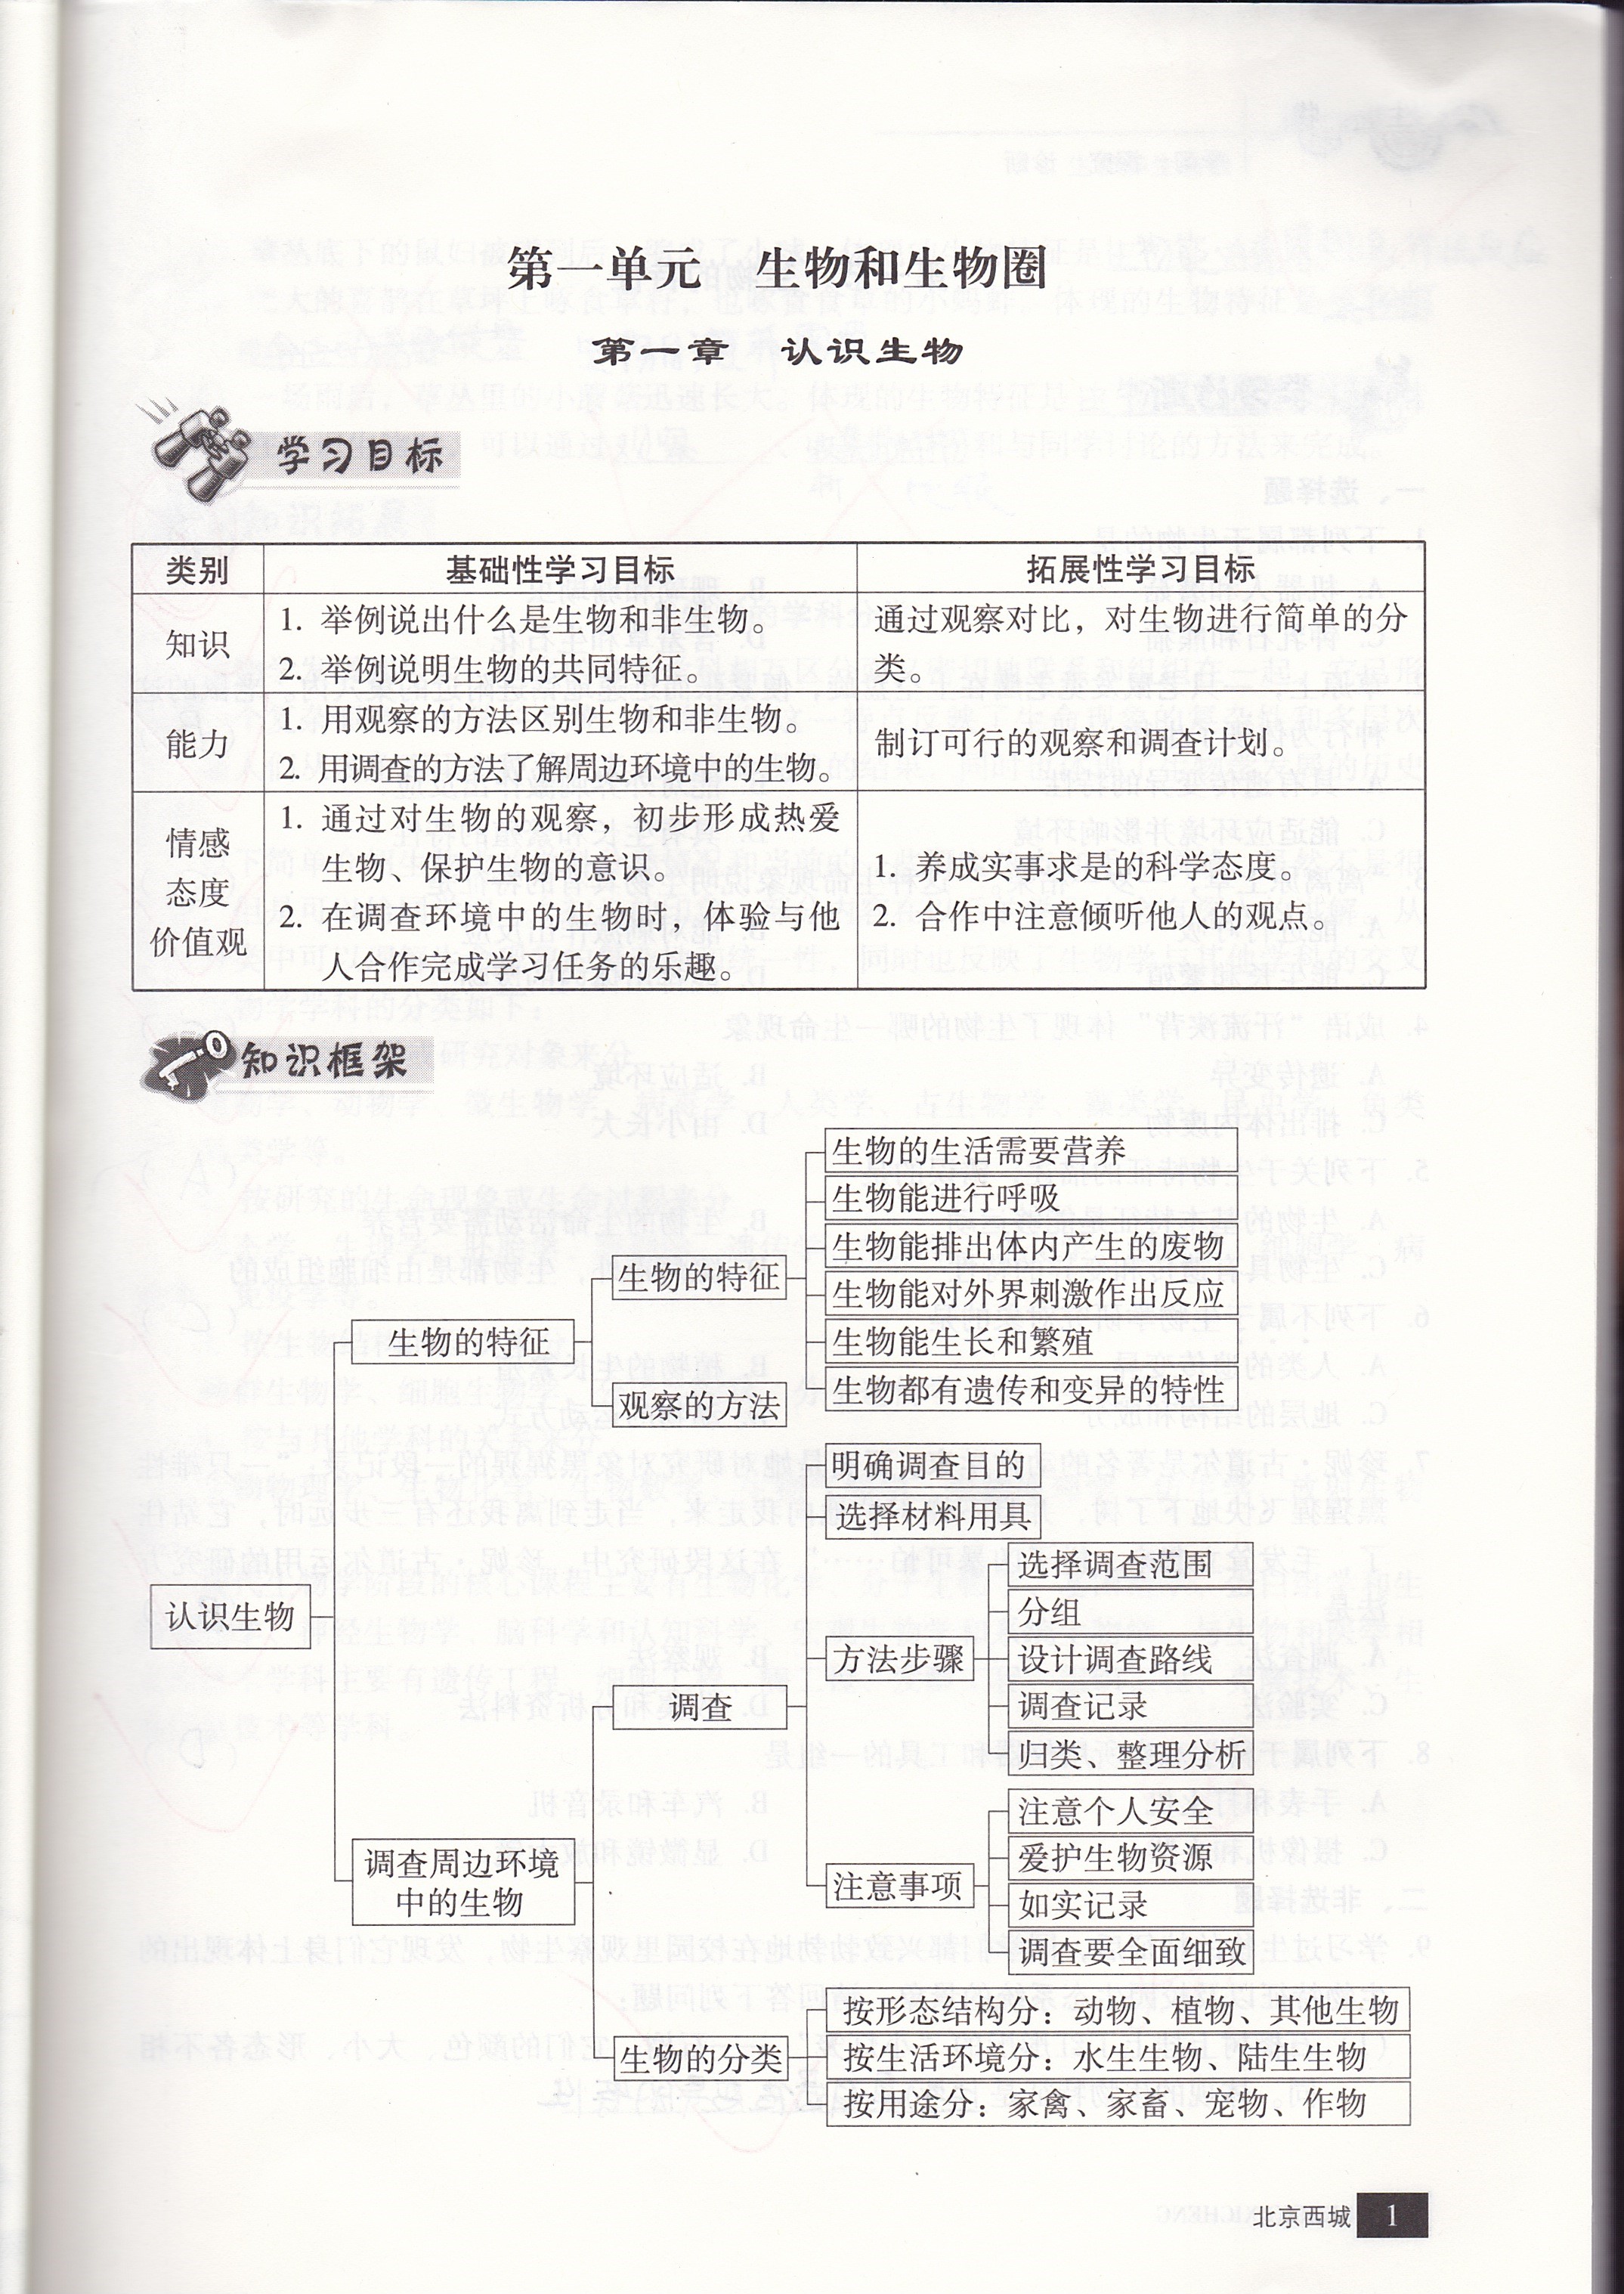 第一单元　生物和生物圈
第一章　认识生物
学习目标
类别　基础性学习目标　拓展性学习目标
知识
1. 举例说出什么是生物和非生物。
2. 举例说明生物的共同特征。
通过观察对比，对生物进行简单的分
类。
能力
1. 用观察的方法区别生物和非生物。
2. 用调查的方法了解周边环境中的生物。
制订可行的观察和调查计划。
情感
态度
价值观
1. 通过对生物的观察，初步形成热爱
生物、保护生物的意识。
2. 在调查环境中的生物时，体验与他
人合作完成学习任务的乐趣。
1. 养成实事求是的科学态度。
2. 合作中注意倾听他人的观点。
知识框架
认识生物
生物的特征
生物的特征
生物的生活需要营养
生物能进行呼吸
生物能排出体内产生的废物
生物能对外界刺激作出反应
生物能生长和繁殖
生物都有遗传和变异的特性
观察的方法
调查周边环境
中的生物
调查
明确调查目的
选择材料用具
方法步骤
选择调查范围
分组
设计调查路线
调查记录
归类、整理分析
注意事项
注意个人安全
爱护生物资源
如实记录
调查要全面细致
生物的分类
按形态结构分：动物、植物、其他生物
按生活环境分：水生生物、陆生生物
按用途分：家禽、家畜、宠物、作物
北京西城 1